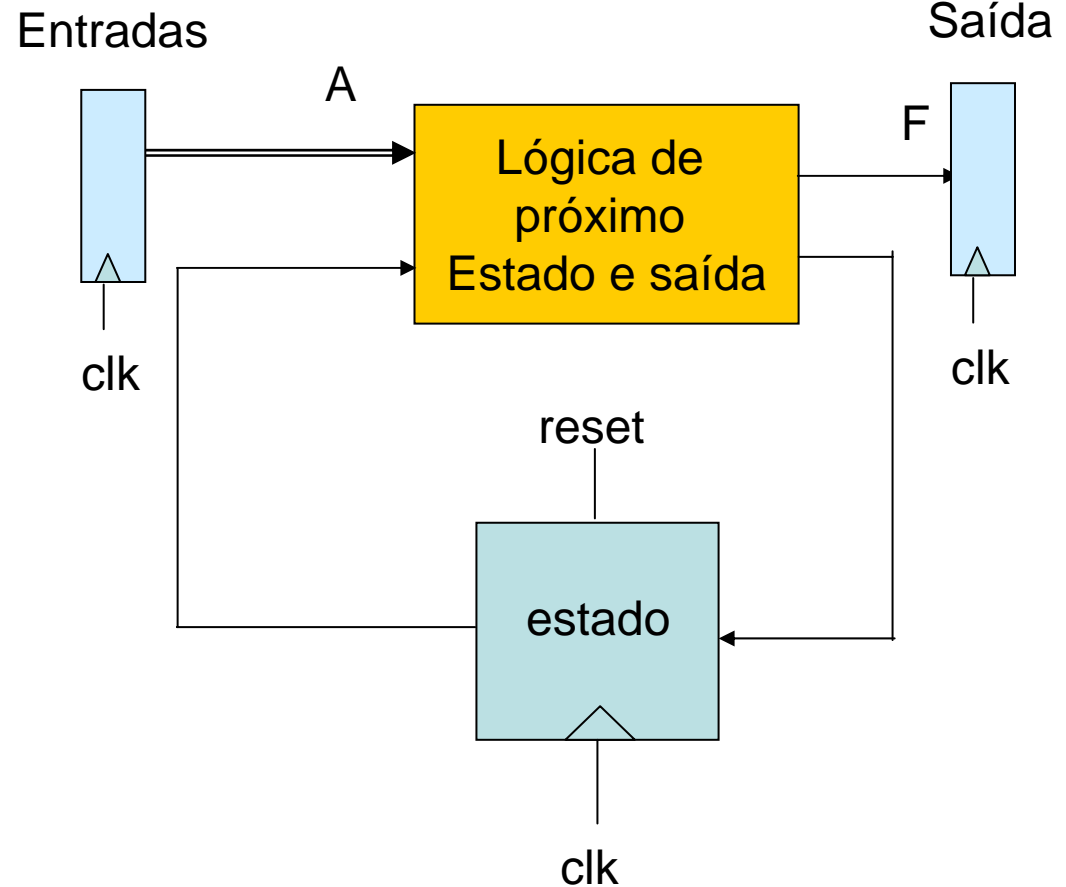 Entradas
Saída
A
F
Lógica de
próximo
Estado e saída
clk
clk
reset
estado
clk